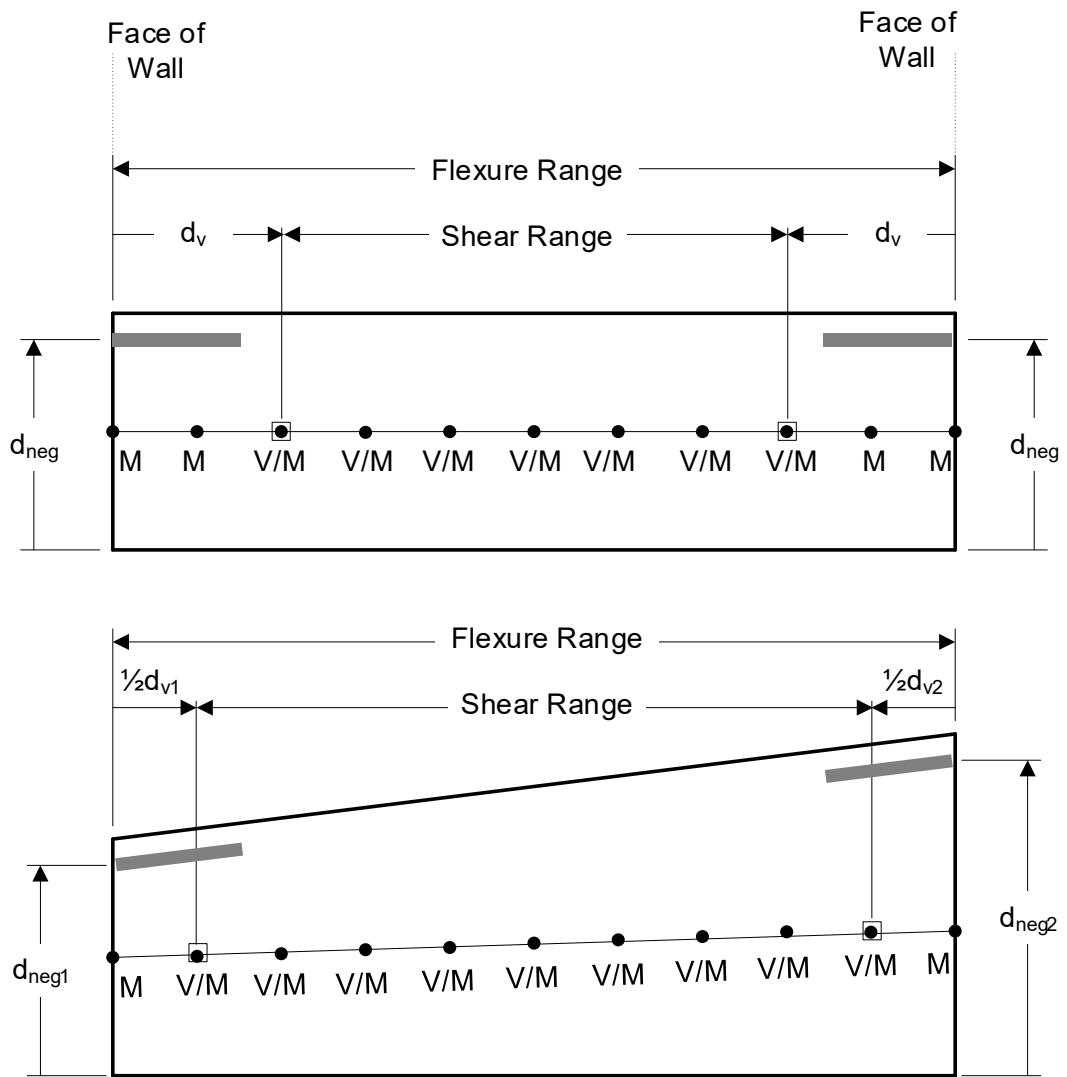 Face of
Wall
Face of
Wall
Flexure Range
dv
Shear Range
dv
dneg
dneg
M M V/M V/M V/M V/M V/M V/M V/M M M
Flexure Range
½dv1
½dv2
Shear Range
dneg1
dneg2
M V/M V/M V/M V/M V/M V/M V/M V/M V/M M